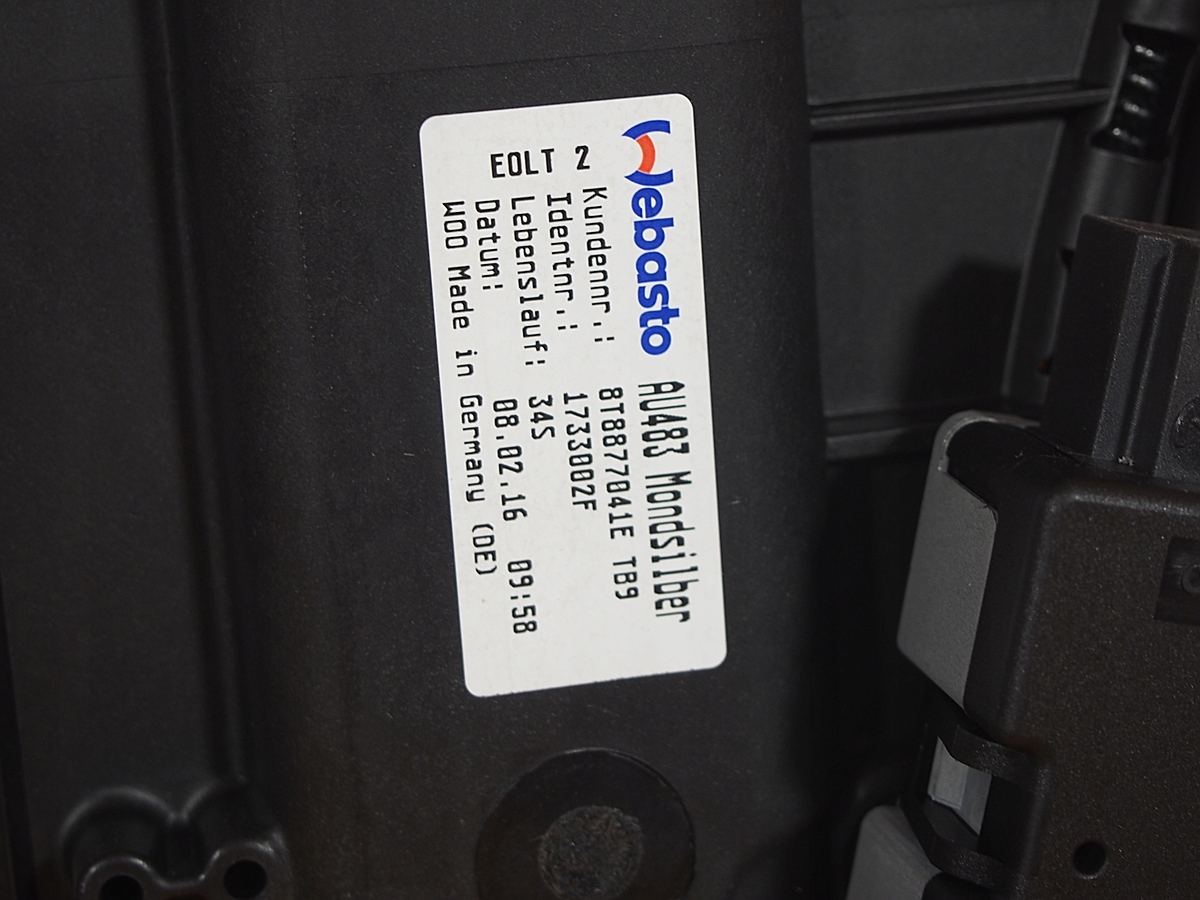 Webasto AU483 Mondsilber
Kundennr.: 8T8877041E TB9
Identnr.: 1733002F
Lebenslauf: 34S
Datum: 08.02.16 09:58
W00 Made in Germany (DE)
EOLT 2